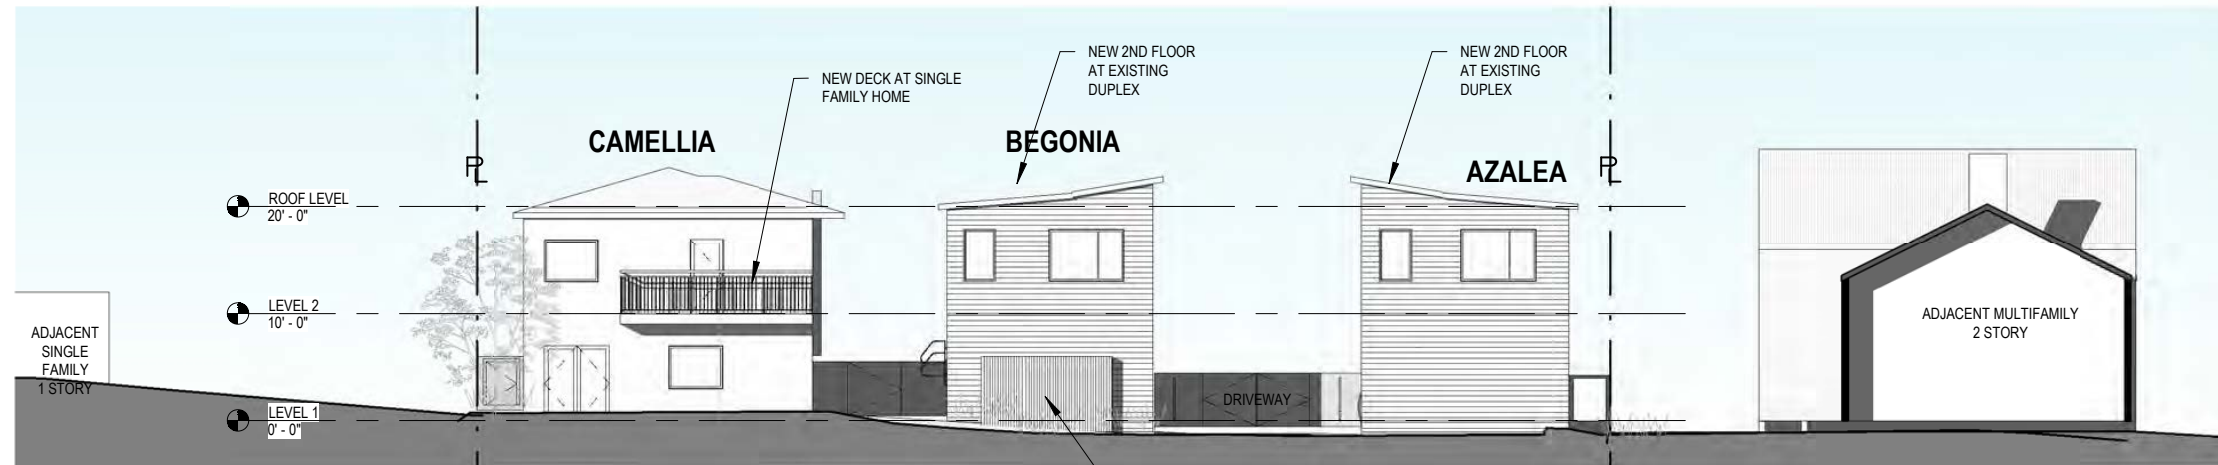 NEW 2ND FLOOR
AT EXISTING
DUPLEX
NEW 2ND FLOOR
AT EXISTING
DUPLEX
NEW DECK AT SINGLE
FAMILY HOME
CAMELLIA
BEGONIA
AZALEA
PL
PL
ROOF LEVEL
20' - 0"
LEVEL 2
10' - 0"
ADJACENT
SINGLE
FAMILY
1 STORY
ADJACENT MULTIFAMILY
2 STORY
DRIVEWAY
LEVEL 1
0' - 0"